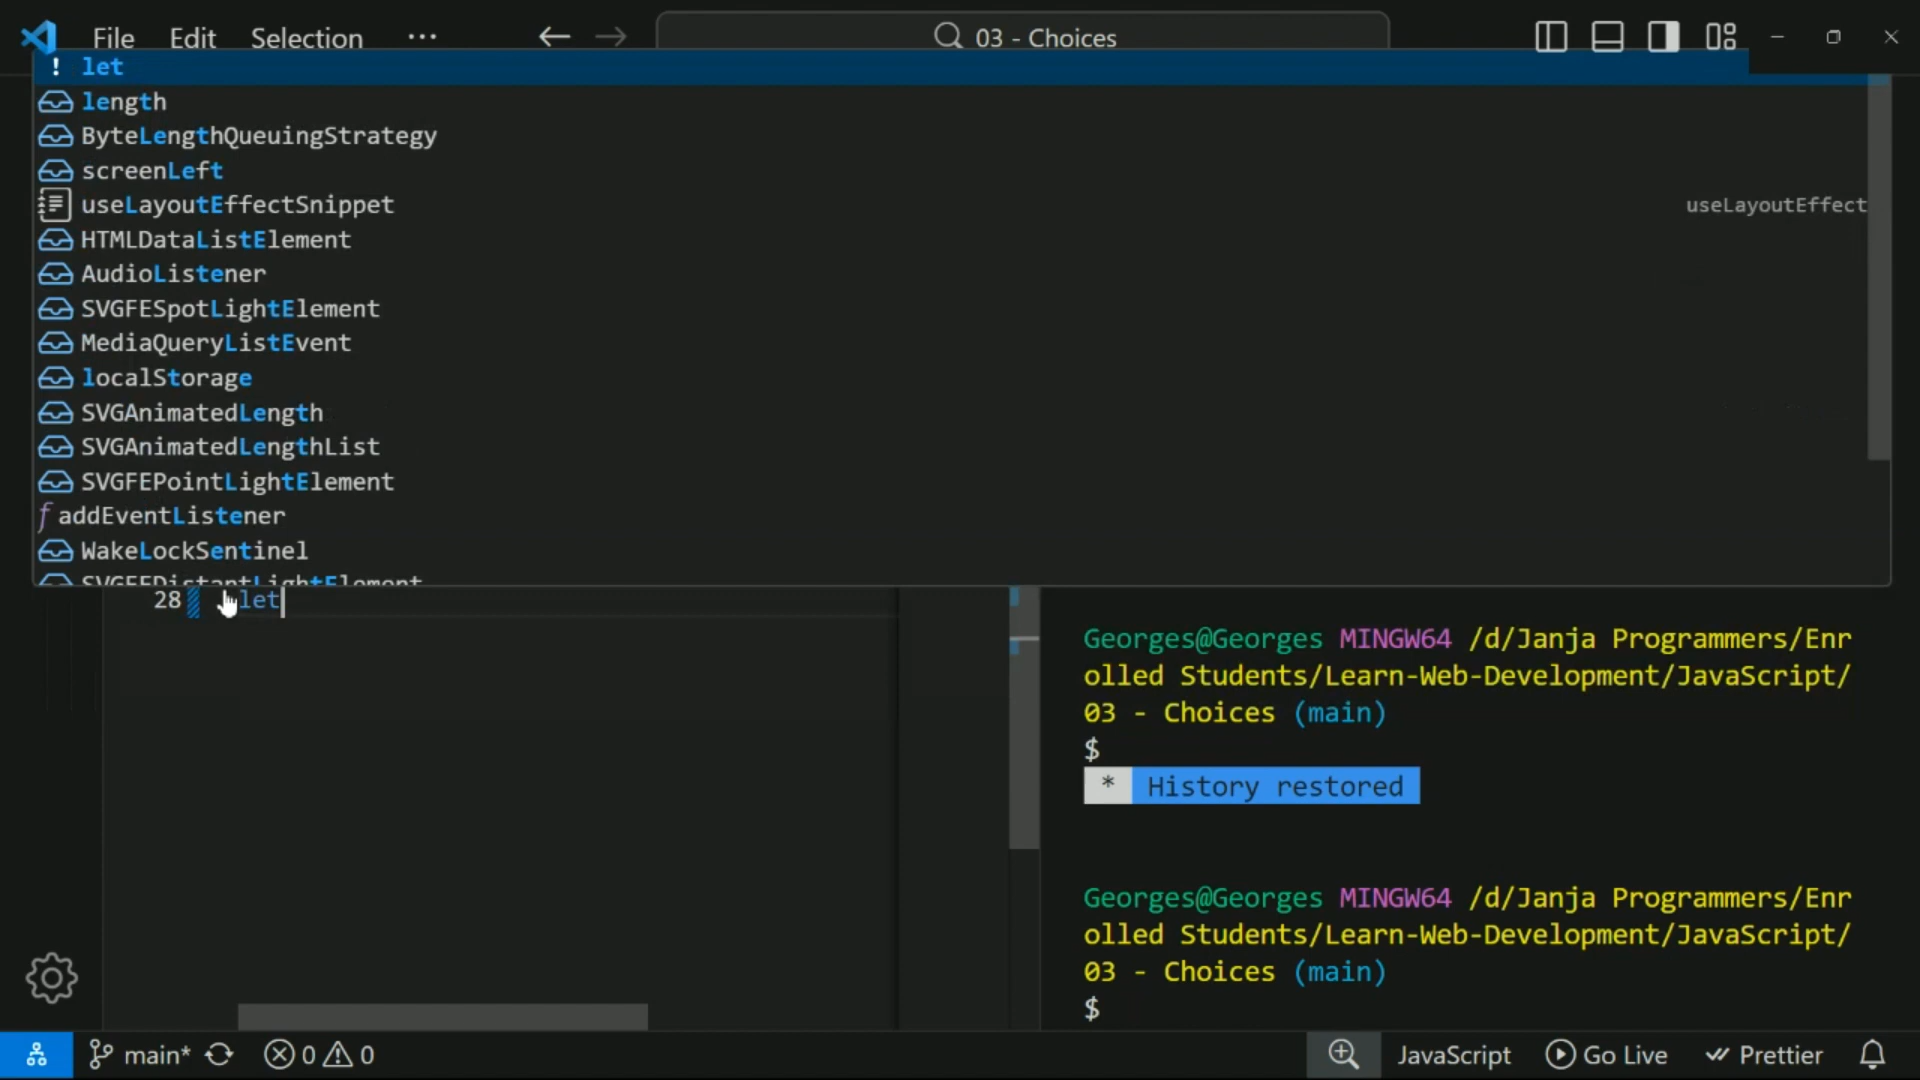 File Edit Selection ··· 03 - Choices
! let
length
ByteLengthQueuingStrategy
screenLeft
useLayoutEffectSnippet useLayoutEffect
HTMLDataListElement
AudioListener
SVGFESpotLightElement
MediaQueryListEvent
localStorage
SVGAnimatedLength
SVGAnimatedLengthList
SVGFEPointLightElement
addEventListener
WakeLockSentinel
SVGFEDistantLightElement
28 let
Georges@Georges MINGW64 /d/Janja Programmers/Enr
olled Students/Learn-Web-Development/JavaScript/
03 - Choices (main)
$
* History restored
Georges@Georges MINGW64 /d/Janja Programmers/Enr
olled Students/Learn-Web-Development/JavaScript/
03 - Choices (main)
$
main* 0 0 JavaScript Go Live Prettier